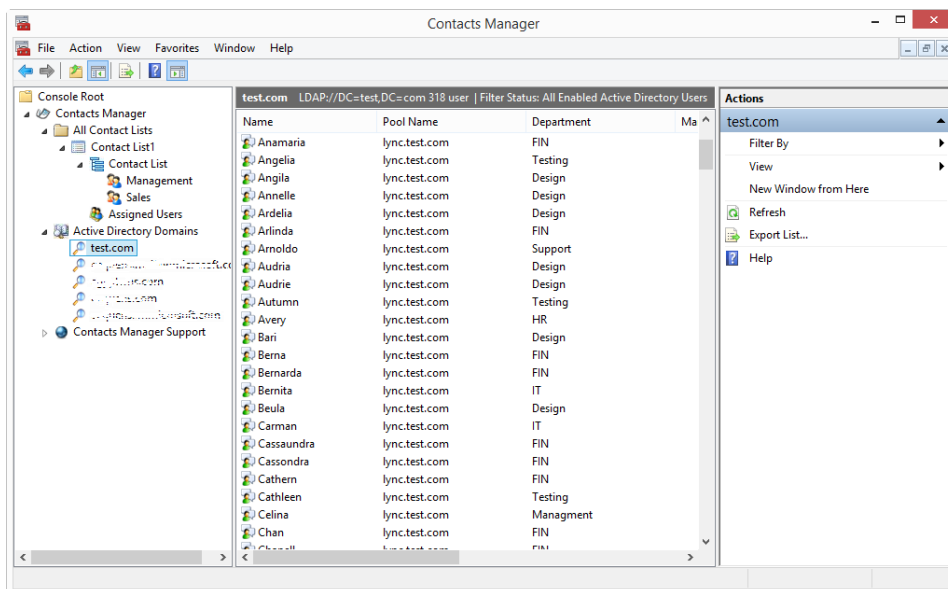 Contacts Manager
File Action View Favorites Window Help
Console Root
Contacts Manager
All Contact Lists
Contact List1
Contact List
Management
Sales
Assigned Users
Active Directory Domains
test.com
Contacts Manager Support
test.com LDAP://DC=test,DC=com 318 user | Filter Status: All Enabled Active Directory Users
Name Pool Name Department Ma
Anamaria lync.test.com FIN
Angelia lync.test.com Testing
Angila lync.test.com Design
Annelle lync.test.com Design
Ardelia lync.test.com Design
Arlinda lync.test.com FIN
Arnoldo lync.test.com Support
Audria lync.test.com Design
Audrie lync.test.com Design
Autumn lync.test.com Testing
Avery lync.test.com HR
Bari lync.test.com Design
Berna lync.test.com FIN
Bernarda lync.test.com FIN
Bernita lync.test.com IT
Beula lync.test.com Design
Carman lync.test.com IT
Cassaundra lync.test.com FIN
Cassondra lync.test.com FIN
Cathern lync.test.com FIN
Cathleen lync.test.com Testing
Celina lync.test.com Managment
Chan lync.test.com FIN
Actions
test.com
Filter By
View
New Window from Here
Refresh
Export List...
Help